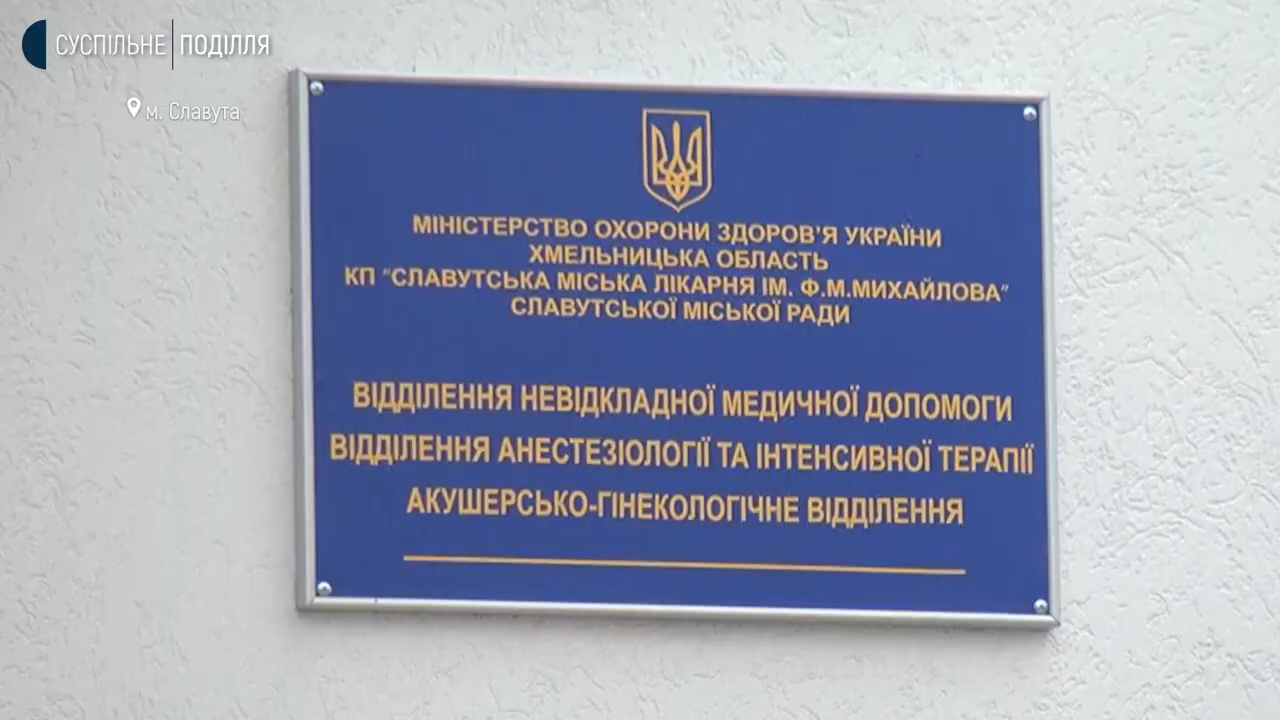 СУСПІЛЬНЕ | ПОДІЛЛЯ
м. Славута
МІНІСТЕРСТВО ОХОРОНИ ЗДОРОВ'Я УКРАЇНИ
ХМЕЛЬНИЦЬКА ОБЛАСТЬ
КП "СЛАВУТСЬКА МІСЬКА ЛІКАРНЯ ІМ. Ф.М.МИХАЙЛОВА"
СЛАВУТСЬКОЇ МІСЬКОЇ РАДИ
ВІДДІЛЕННЯ НЕВІДКЛАДНОЇ МЕДИЧНОЇ ДОПОМОГИ
ВІДДІЛЕННЯ АНЕСТЕЗІОЛОГІЇ ТА ІНТЕНСИВНОЇ ТЕРАПІЇ
АКУШЕРСЬКО-ГІНЕКОЛОГІЧНЕ ВІДДІЛЕННЯ